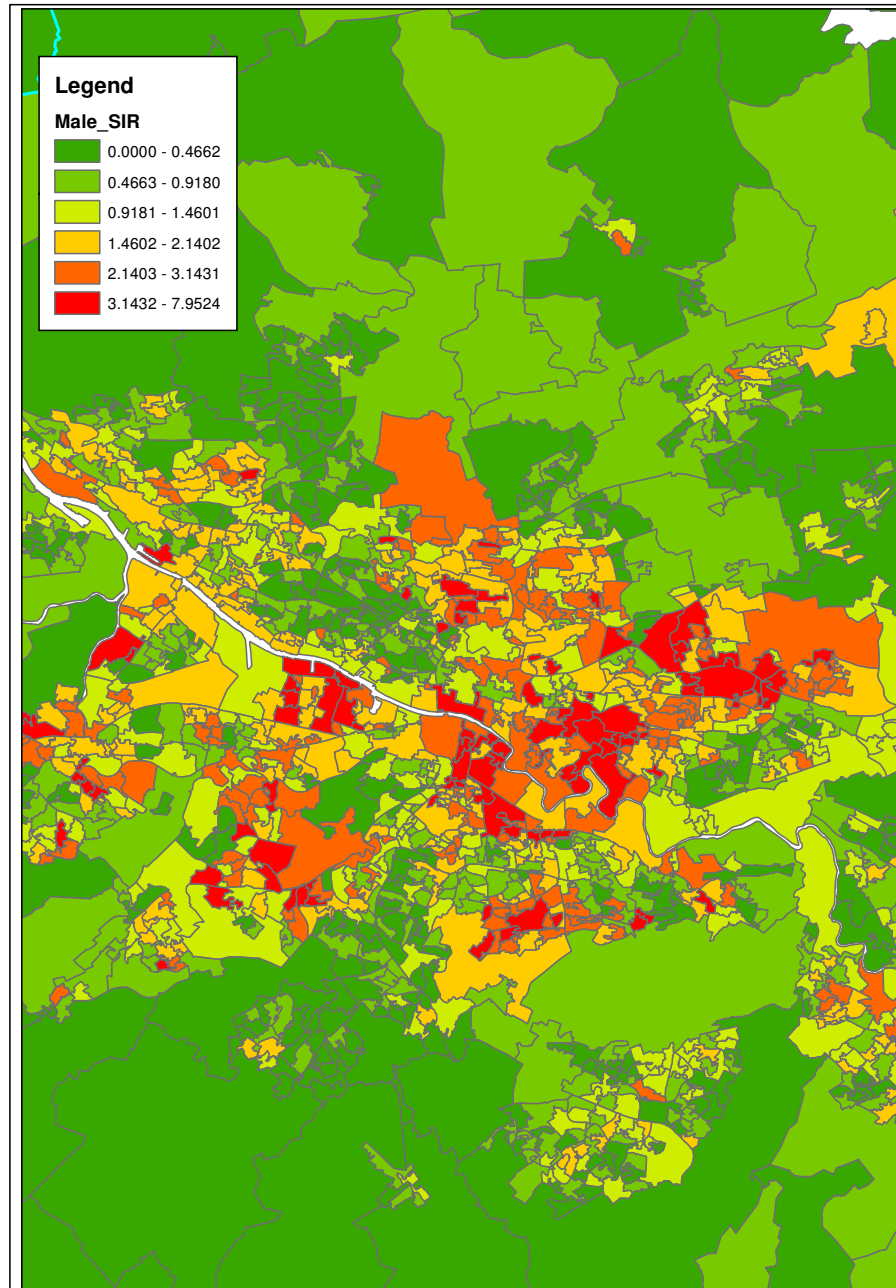 Legend
Male_SIR
0.0000 - 0.4662
0.4663 - 0.9180
0.9181 - 1.4601
1.4602 - 2.1402
2.1403 - 3.1431
3.1432 - 7.9524